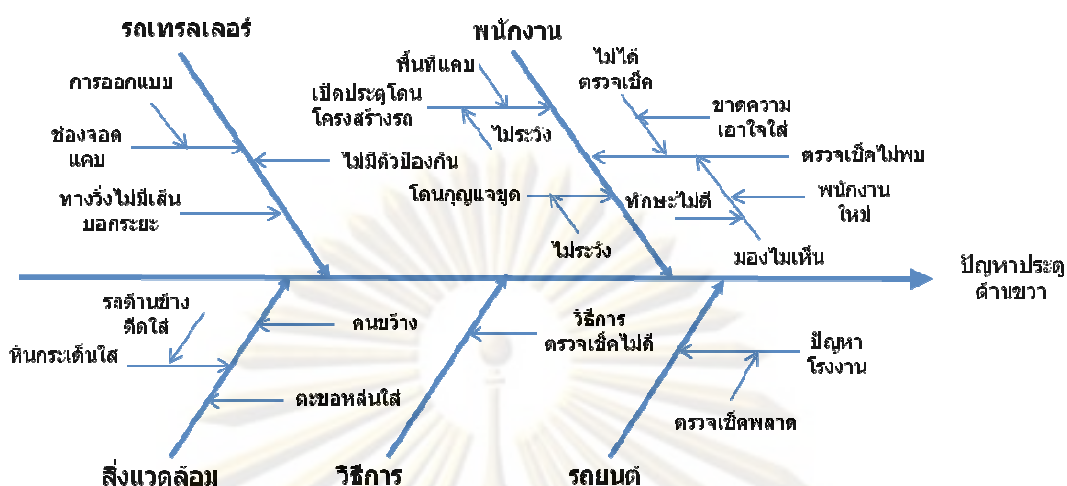 รถเทรลเลอร์
พนักงาน
การออกแบบ
ช่องจอด
แคบ
ไม่มีตัวป้องกัน
ทางวิ่งไม่มีเส้น
บอกระยะ
พื้นที่แคบ
เปิดประตูโดน
โครงสร้างรถ
ไม่ระวัง
โดนกุญแจขูด
ไม่ระวัง
ไม่ได้
ตรวจเช็ค
ขาดความ
เอาใจใส่
ตรวจเช็คไม่พบ
พนักงาน
ใหม่
ทักษะไม่ดี
มองไม่เห็น
ปัญหาประตู
ด้านขวา
รถด้านข้าง
ดีดใส่
หินกระเด็นใส่
คนขว้าง
ตะขอหล่นใส่
วิธีการ
ตรวจเช็คไม่ดี
ปัญหา
โรงงาน
ตรวจเช็คพลาด
สิ่งแวดล้อม
วิธีการ
รถยนต์